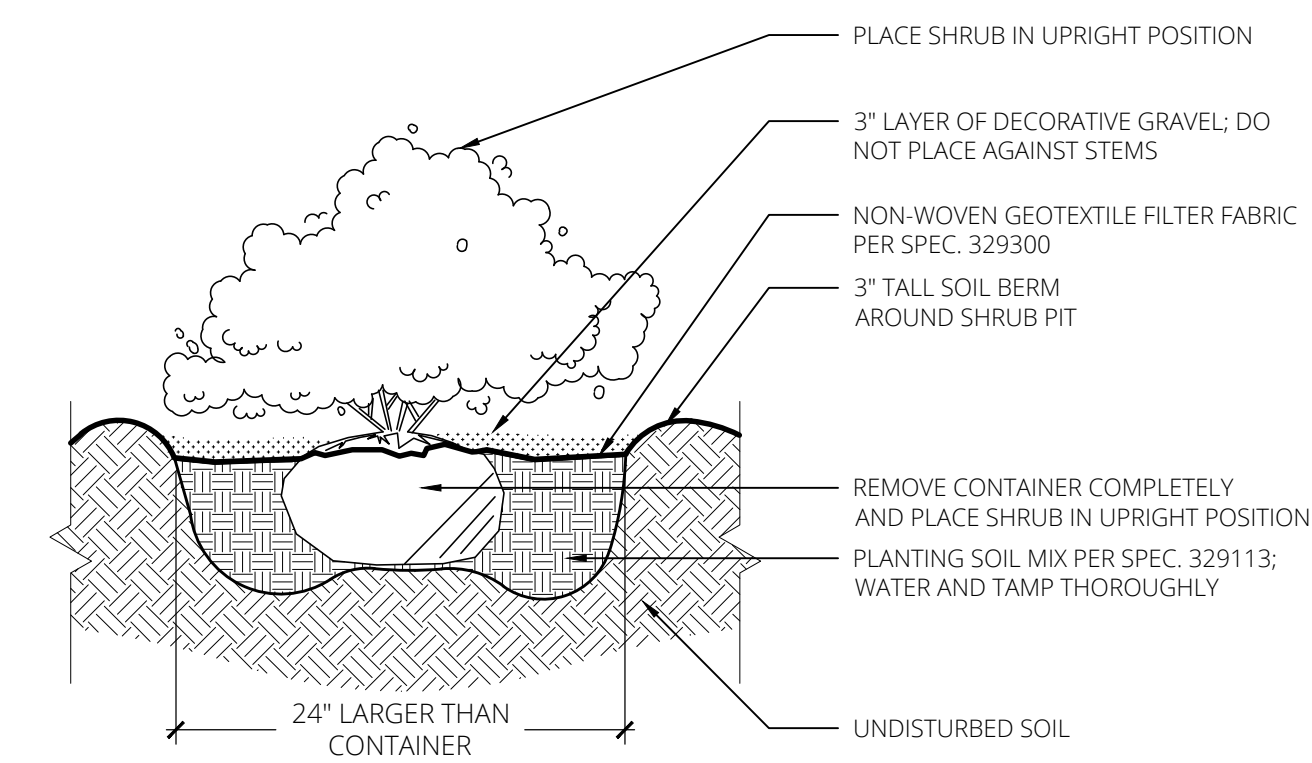 PLACE SHRUB IN UPRIGHT POSITION
3" LAYER OF DECORATIVE GRAVEL; DO
NOT PLACE AGAINST STEMS
NON-WOVEN GEOTEXTILE FILTER FABRIC
PER SPEC. 329300
3" TALL SOIL BERM
AROUND SHRUB PIT
REMOVE CONTAINER COMPLETELY
AND PLACE SHRUB IN UPRIGHT POSITION
PLANTING SOIL MIX PER SPEC. 329113;
WATER AND TAMP THOROUGHLY
UNDISTURBED SOIL
24" LARGER THAN
CONTAINER